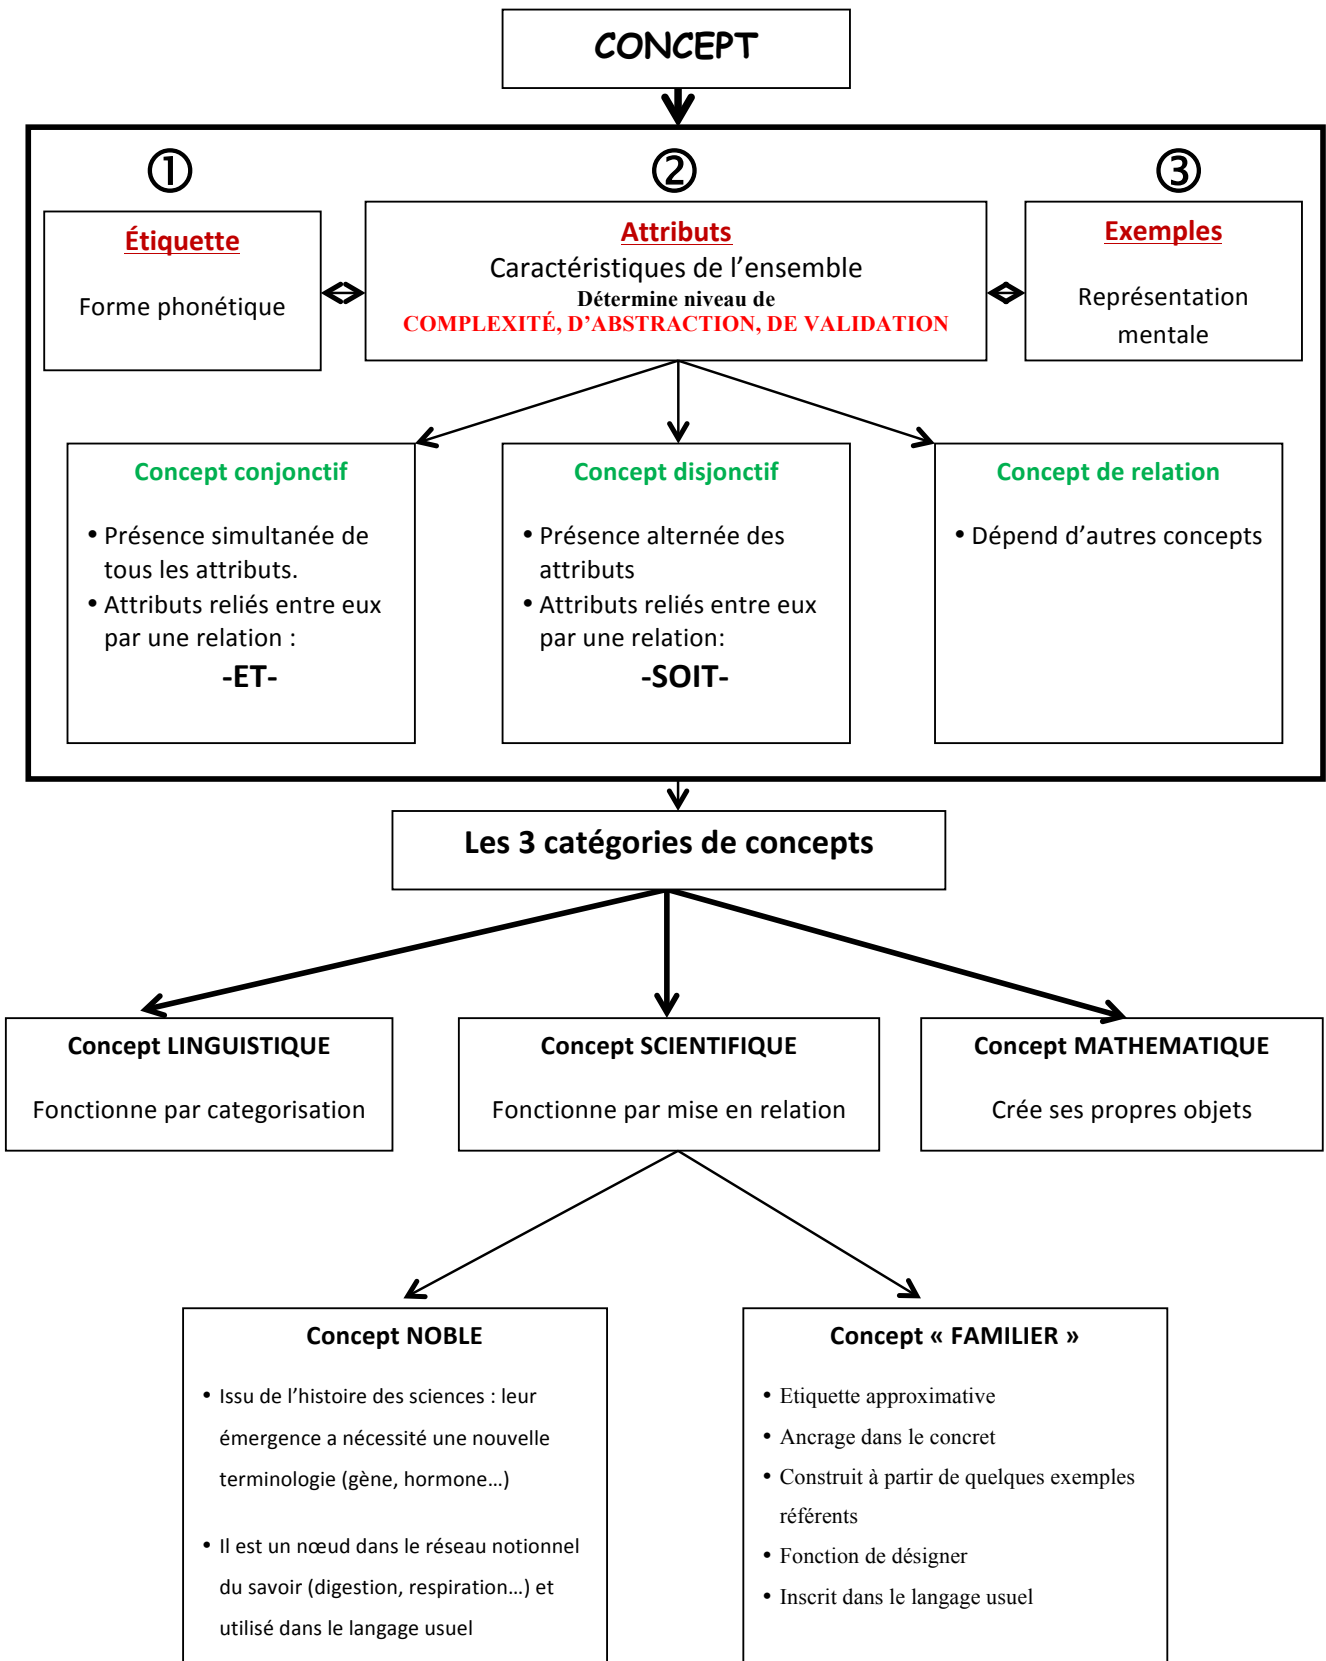 CONCEPT
① ② ③
Étiquette
Forme phonétique
Attributs
Caractéristiques de l'ensemble
Détermine niveau de
COMPLEXITÉ, D'ABSTRACTION, DE VALIDATION
Exemples
Représentation
mentale
Concept conjonctif
• Présence simultanée de
tous les attributs.
• Attributs reliés entre eux
par une relation :
-ET-
Concept disjonctif
• Présence alternée des
attributs
• Attributs reliés entre eux
par une relation:
-SOIT-
Concept de relation
• Dépend d'autres concepts
Les 3 catégories de concepts
Concept LINGUISTIQUE
Fonctionne par categorisation
Concept SCIENTIFIQUE
Fonctionne par mise en relation
Concept MATHEMATIQUE
Crée ses propres objets
Concept NOBLE
• Issu de l'histoire des sciences : leur
émergence a nécessité une nouvelle
terminologie (gène, hormone…)
• Il est un nœud dans le réseau notionnel
du savoir (digestion, respiration…) et
utilisé dans le langage usuel
Concept « FAMILIER »
• Etiquette approximative
• Ancrage dans le concret
• Construit à partir de quelques exemples
référents
• Fonction de désigner
• Inscrit dans le langage usuel